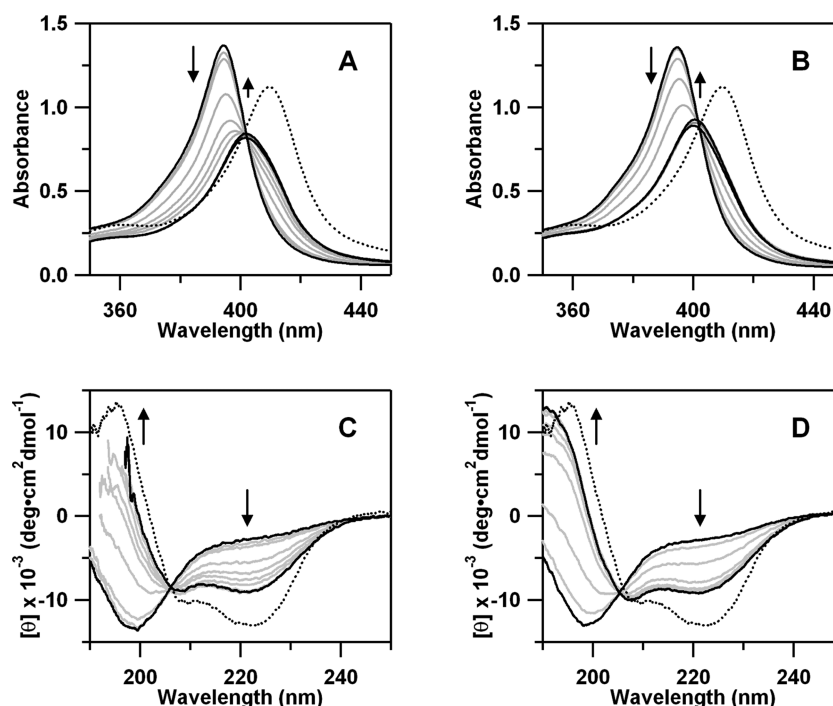 1.5
A
1.0
Absorbance
0.5
0.0
360
400
440
Wavelength (nm)
1.5
B
1.0
Absorbance
0.5
0.0
360
400
440
Wavelength (nm)
10
C
0
-10
[θ] x 10⁻³ (deg•cm²dmol⁻¹)
200
220
240
Wavelength (nm)
10
D
0
-10
[θ] x 10⁻³ (deg•cm²dmol⁻¹)
200
220
240
Wavelength (nm)